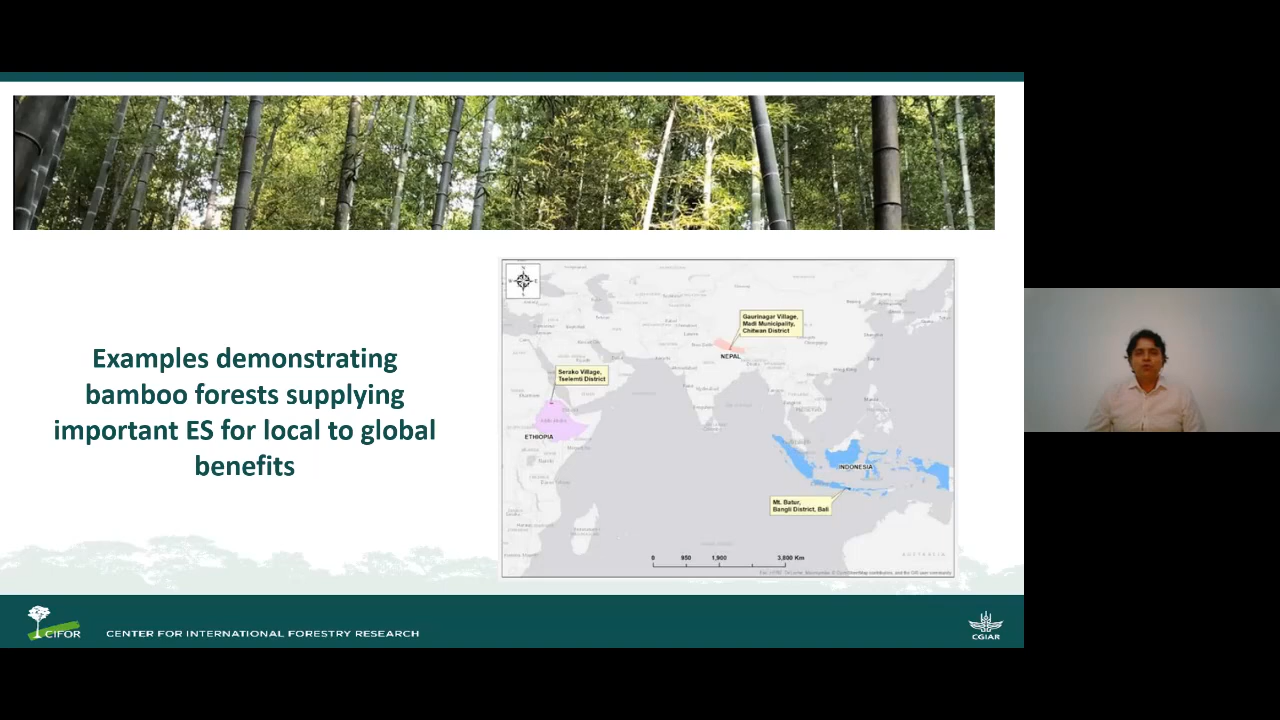 Examples demonstrating
bamboo forests supplying
important ES for local to global
benefits
N
Gaurinagar Village,
Madi Municipality,
Chitwan District
NEPAL
Serako Village,
Tselemti District
ETHIOPIA
INDONESIA
Mt. Batur,
Bangli District, Bali
AUSTRALIA
0 950 1,900 3,800 Km
CIFOR
CENTER FOR INTERNATIONAL FORESTRY RESEARCH
CGIAR